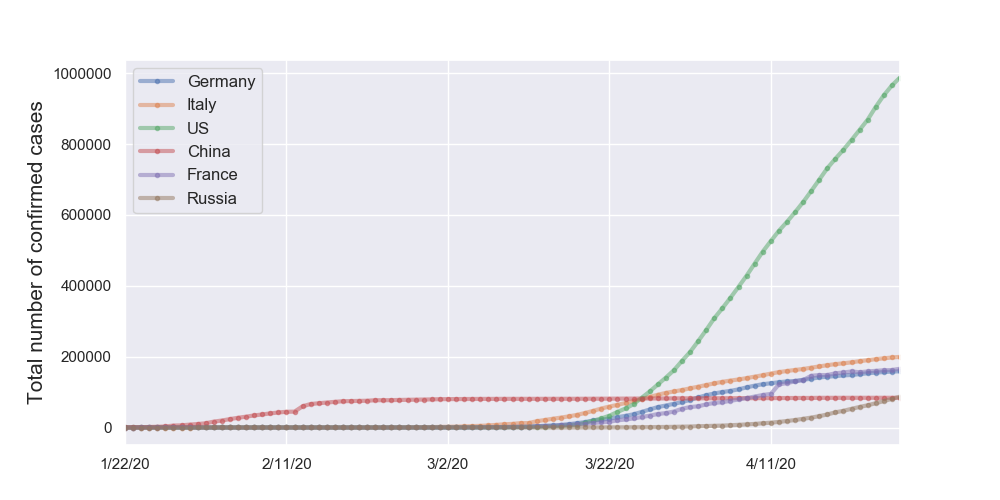 Total number of confirmed cases
1000000
800000
600000
400000
200000
0
Germany
Italy
US
China
France
Russia
1/22/20
2/11/20
3/2/20
3/22/20
4/11/20